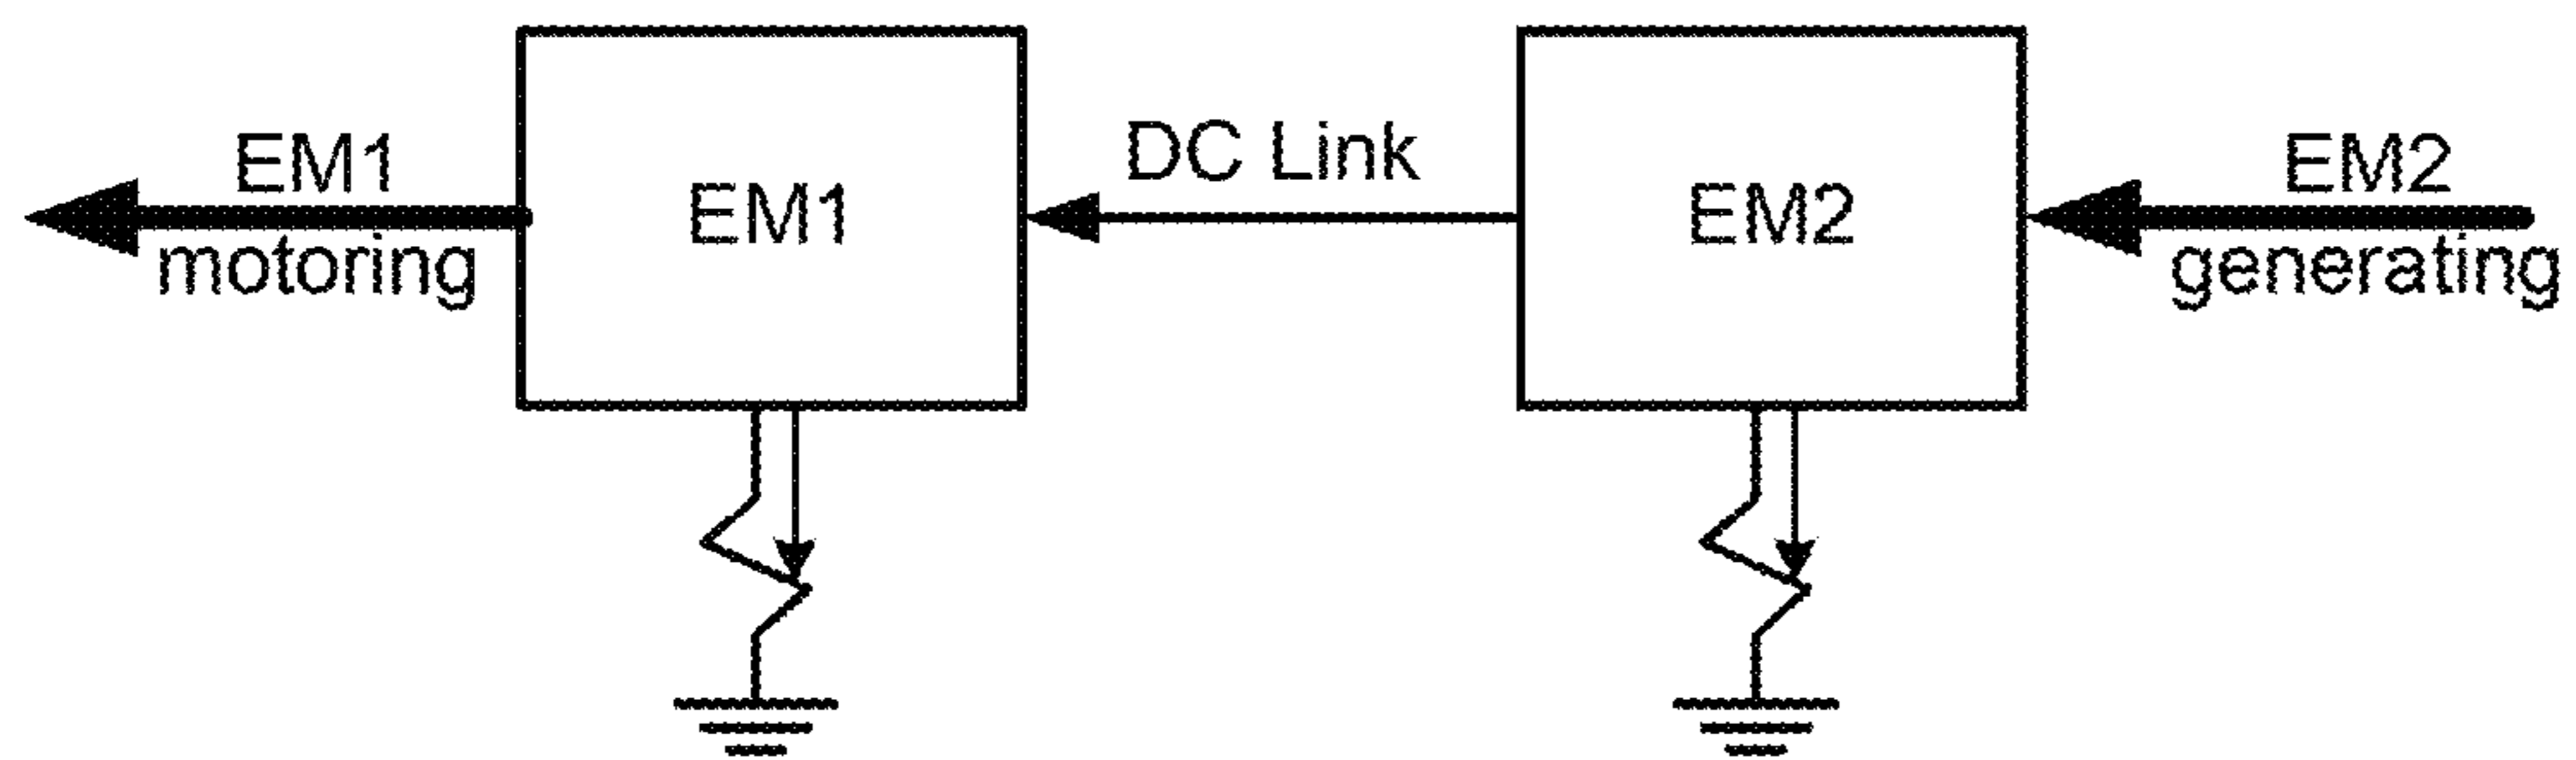 EM1
motoring
EM1
DC Link
EM2
EM2
generating